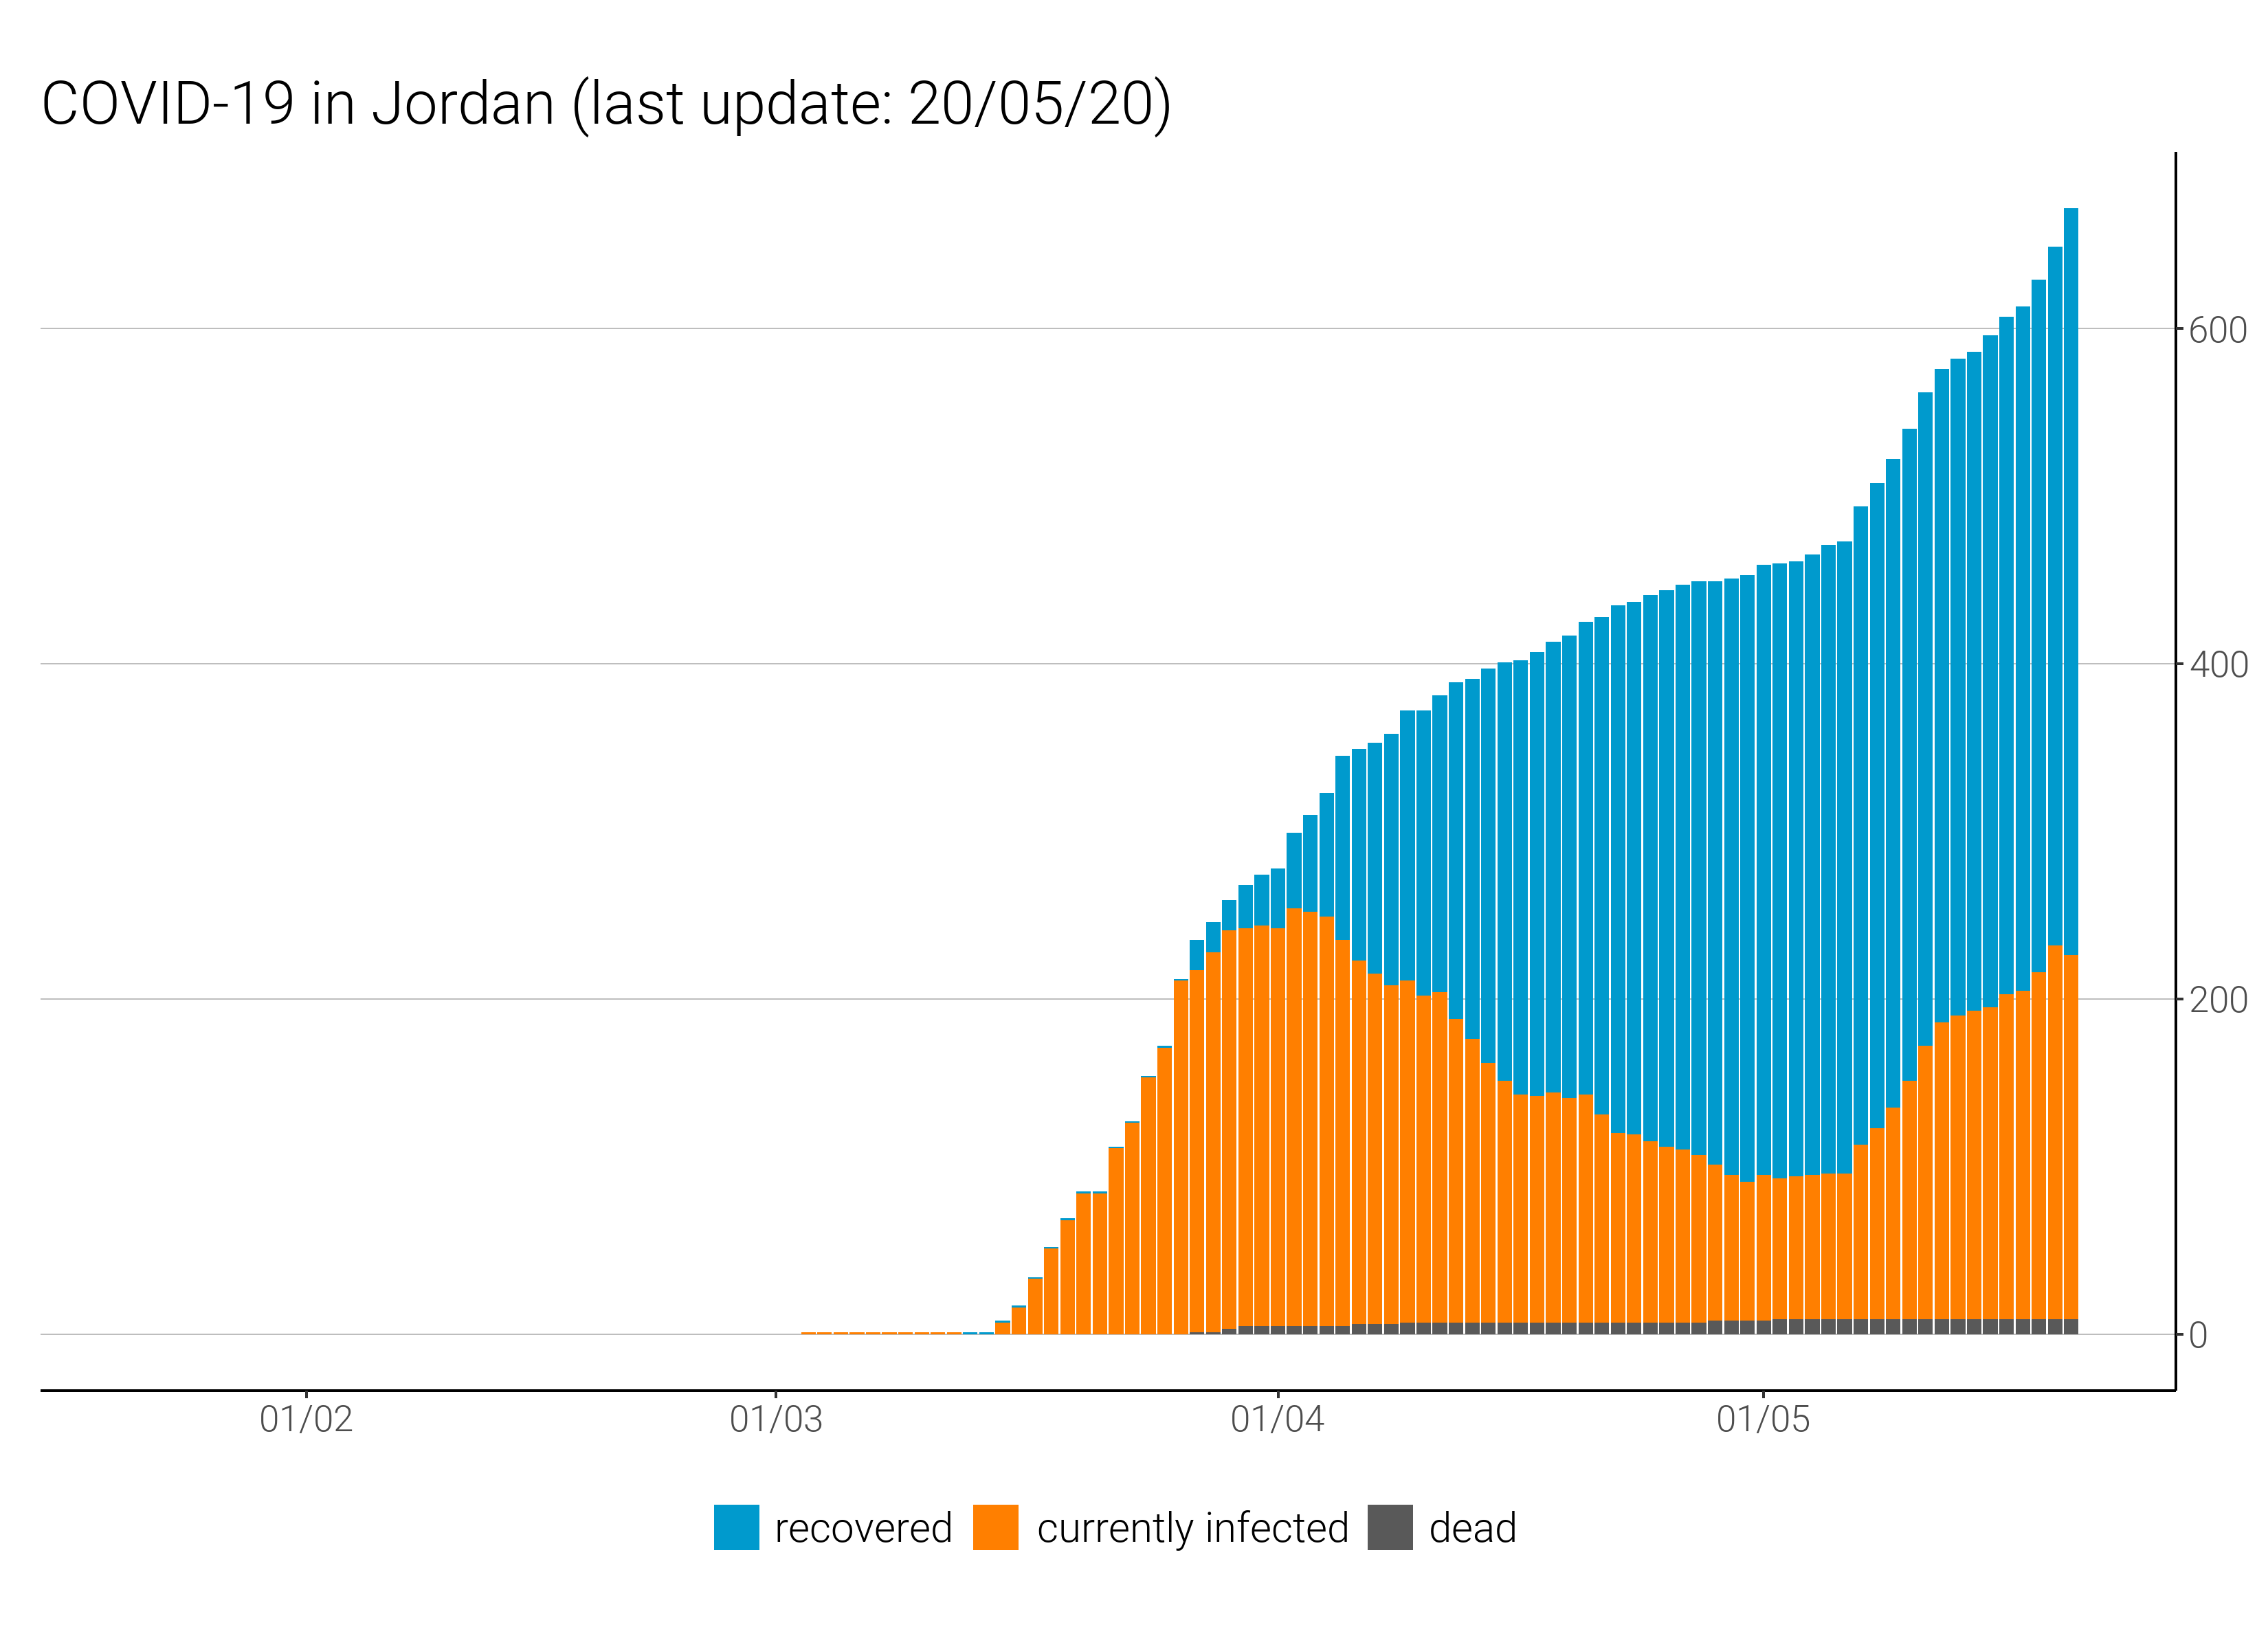 COVID-19 in Jordan (last update: 20/05/20)
600
400
200
0
01/02 01/03 01/04 01/05
recovered currently infected dead